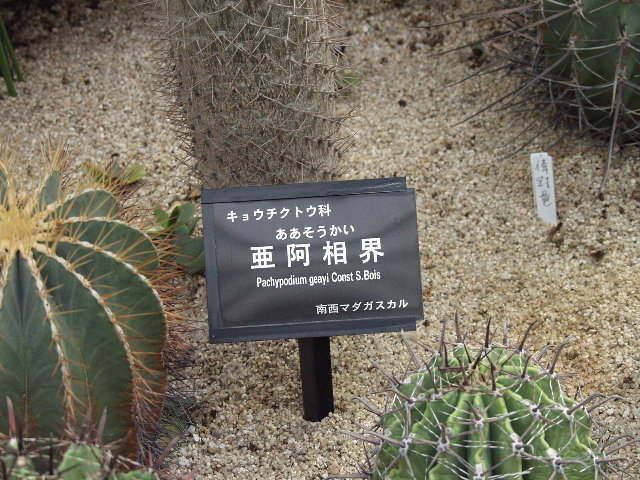 キョウチクトウ科
ああそうかい
亜阿相界
Pachypodium geayi Const S.Bois
南西マダガスカル